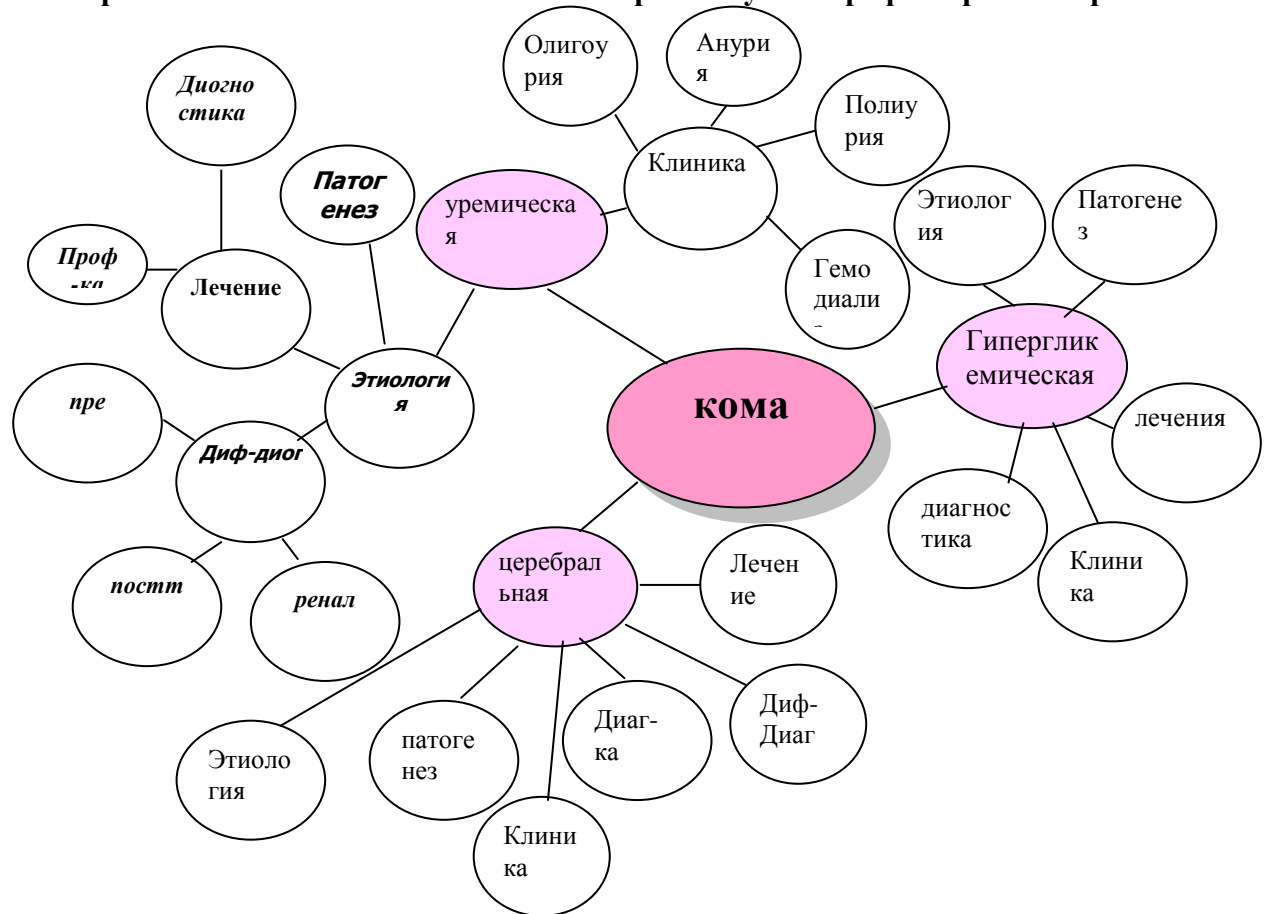 Олигоу
рия
Анури
я
Диогно
стика
Полиу
рия
Клиника
Патог
енез
уремическа
я
Этиолог
ия
Патогене
з
Проф
-ка
Лечение
Гемо
диали
Гиперглик
емическая
Этиологи
я
кома
пре
лечения
Диф-диог
диагнос
тика
Клини
ка
церебрал
ьная
Лечен
ие
постт
ренал
Диф-
Диаг
Диаг-
ка
патоге
нез
Этиоло
гия
Клини
ка